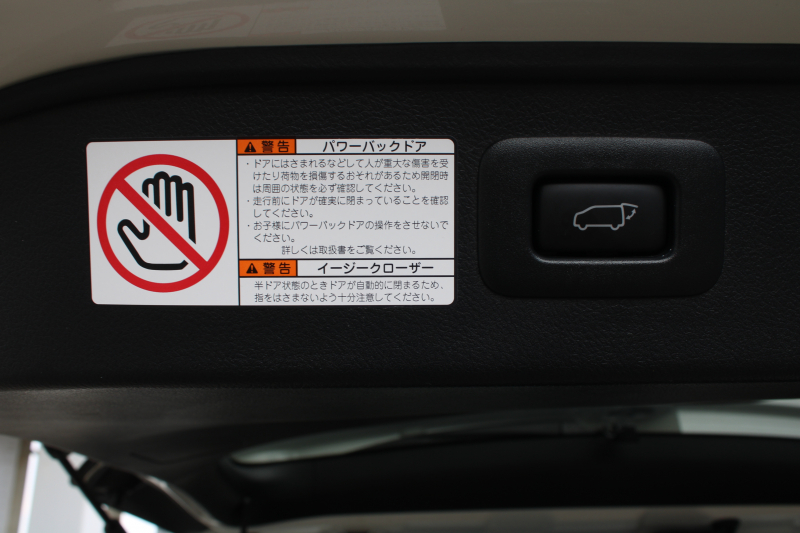 警告 パワーバックドア
・ドアにはさまれるなどして人が重大な傷害を受
けたり荷物を損傷するおそれがあるため開閉時
は周囲の状態を必ず確認してください。
・走行前にドアが確実に閉まっていることを確認
してください。
・お子様にパワーバックドアの操作をさせないで
ください。
詳しくは取扱書をご覧ください。
警告 イージークローザー
半ドア状態のときドアが自動的に閉まるため、
指をはさまないよう十分注意してください。